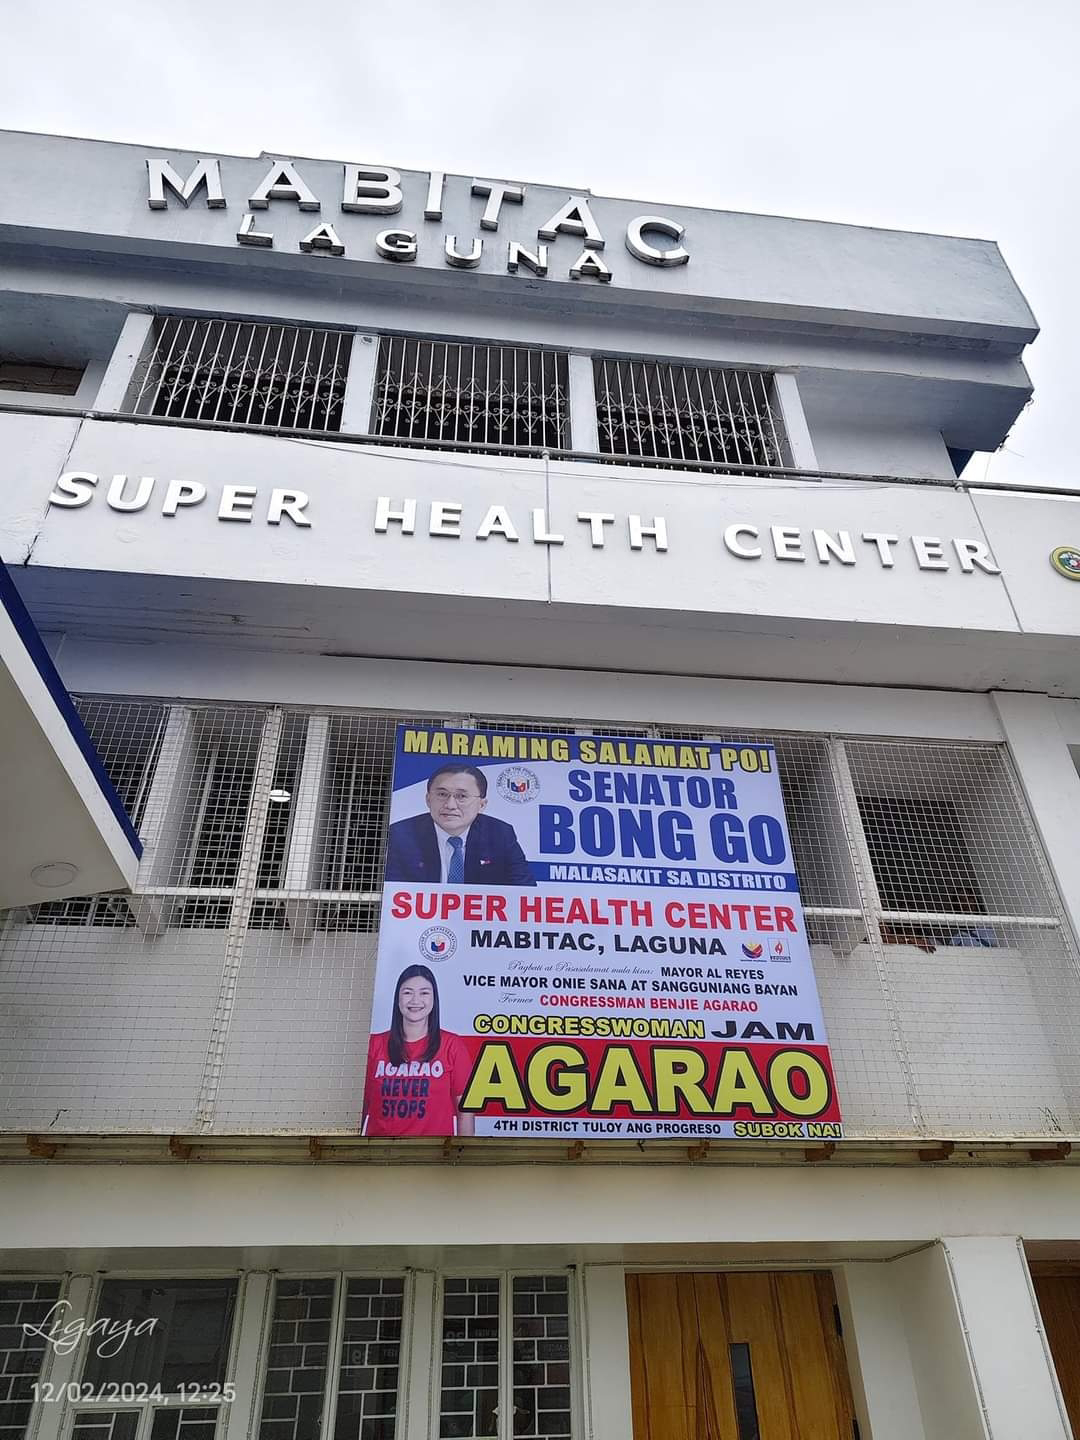 MABITAC
LAGUNA
SUPER HEALTH CENTER
MARAMING SALAMAT PO!
SENATOR
BONG GO
MALASAKIT SA DISTRITO
SUPER HEALTH CENTER
MABITAC, LAGUNA
Pagbati at Pasasalamat mula kina: MAYOR AL REYES
VICE MAYOR ONIE SANA AT SANGGUNIANG BAYAN
Former CONGRESSMAN BENJIE AGARAO
CONGRESSWOMAN JAM
AGARAO
AGARAO
NEVER
STOPS
4TH DISTRICT TULOY ANG PROGRESO SUBOK NA!
Ligaya
12/02/2024, 12:25